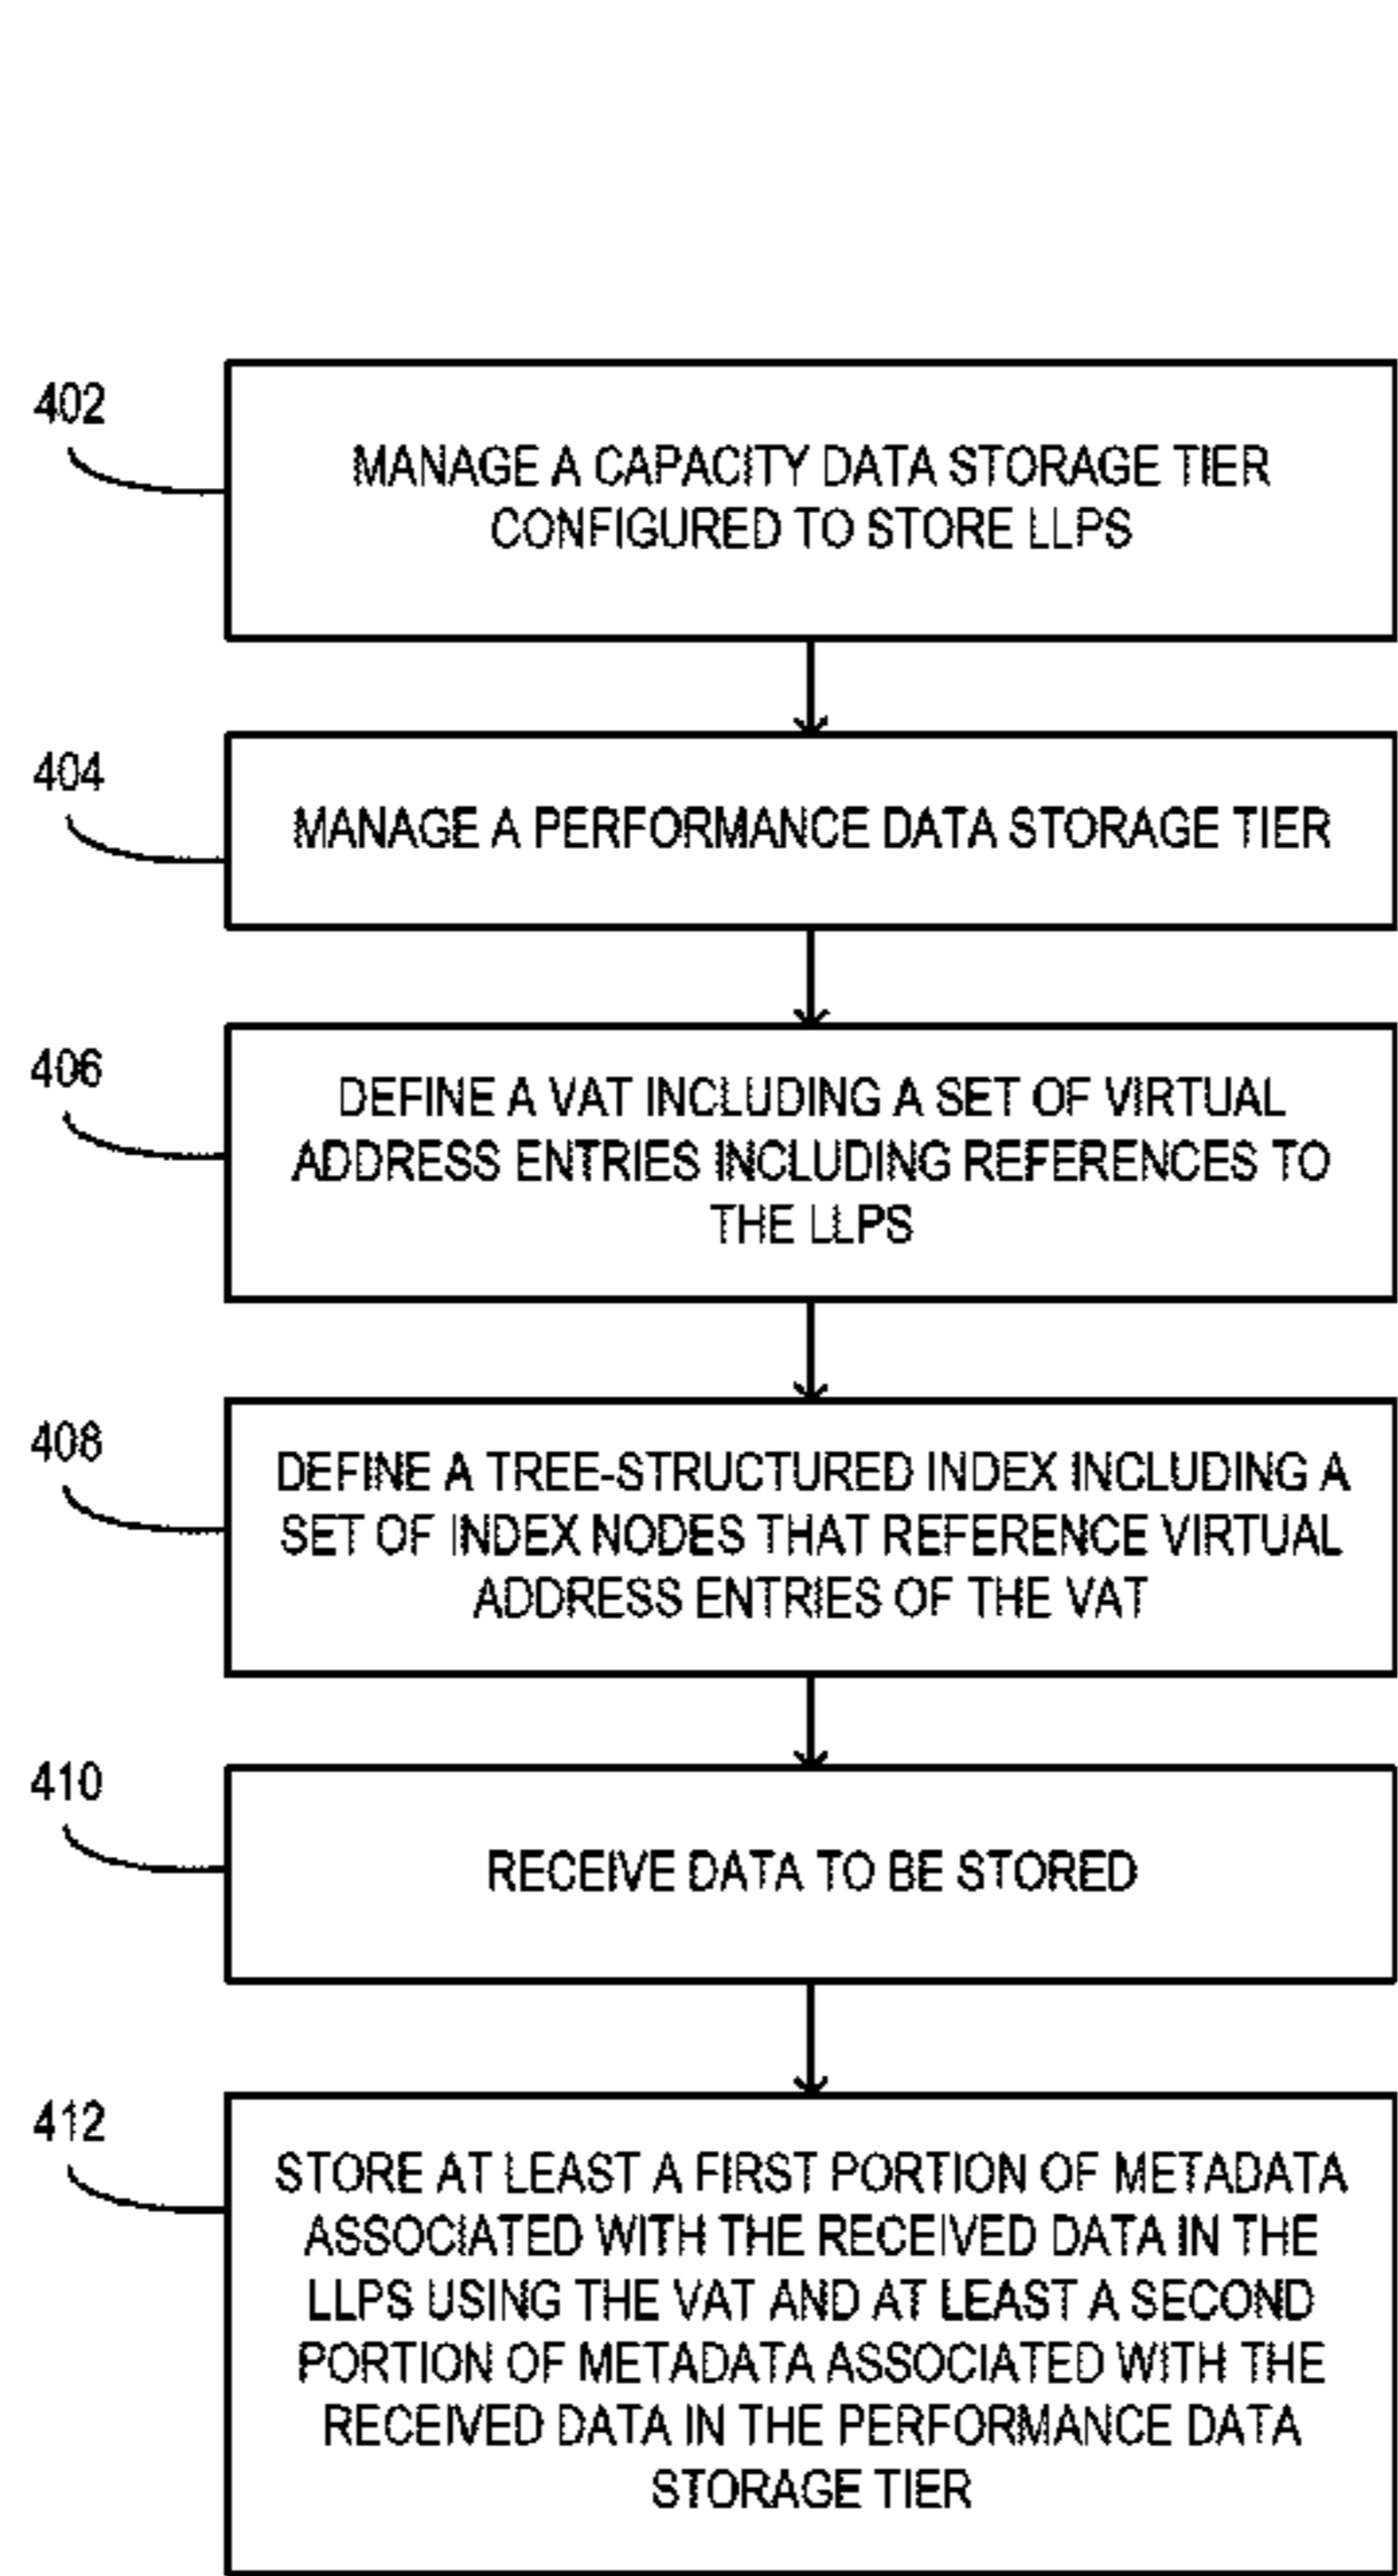 402
MANAGE A CAPACITY DATA STORAGE TIER
CONFIGURED TO STORE LLPS
404
MANAGE A PERFORMANCE DATA STORAGE TIER
406
DEFINE A VAT INCLUDING A SET OF VIRTUAL
ADDRESS ENTRIES INCLUDING REFERENCES TO
THE LLPS
408
DEFINE A TREE-STRUCTURED INDEX INCLUDING A
SET OF INDEX NODES THAT REFERENCE VIRTUAL
ADDRESS ENTRIES OF THE VAT
410
RECEIVE DATA TO BE STORED
412
STORE AT LEAST A FIRST PORTION OF METADATA
ASSOCIATED WITH THE RECEIVED DATA IN THE
LLPS USING THE VAT AND AT LEAST A SECOND
PORTION OF METADATA ASSOCIATED WITH THE
RECEIVED DATA IN THE PERFORMANCE DATA
STORAGE TIER